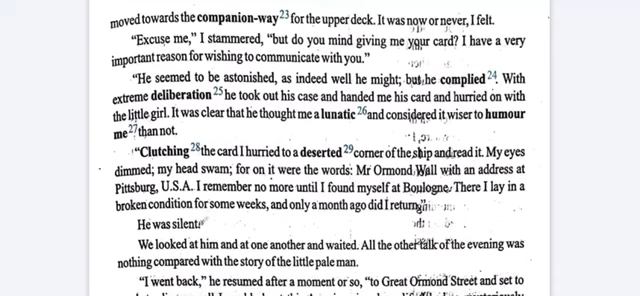 moved towards the companion-way23 for the upper deck. It was now or never, I felt.
"Excuse me," I stammered, "but do you mind giving me your card? I have a very
important reason for wishing to communicate with you."
"He seemed to be astonished, as indeed well he might; but he complied24. With
extreme deliberation25 he took out his case and handed me his card and hurried on with
the little girl. It was clear that he thought me a lunatic26 and considered it wiser to humour
me27 than not.
"Clutching28 the card I hurried to a deserted29 corner of the ship and read it. My eyes
dimmed; my head swam; for on it were the words: Mr Ormond Wall with an address at
Pittsburg, U.S.A. I remember no more until I found myself at Boulogne. There I lay in a
broken condition for some weeks, and only a month ago did I return."
He was silent.
We looked at him and at one another and waited. All the other talk of the evening was
nothing compared with the story of the little pale man.
"I went back," he resumed after a moment or so, "to Great Ormond Street and set to